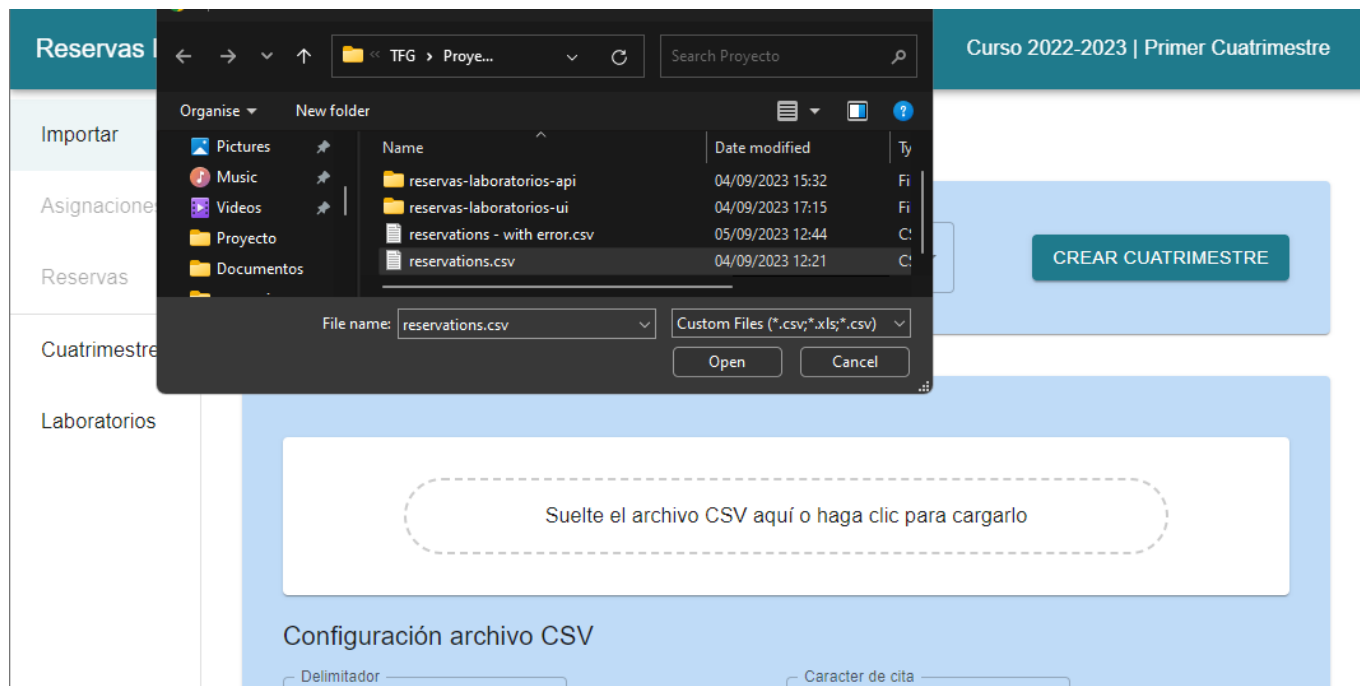 Reservas
Curso 2022-2023 | Primer Cuatrimestre
TFG > Proye...
Search Proyecto
Organise
New folder
Importar
Asignaciones
Reservas
Cuatrimestre
Laboratorios
Pictures
Music
Videos
Proyecto
Documentos
Name Date modified Ty
reservas-laboratorios-api 04/09/2023 15:32 Fi
reservas-laboratorios-ui 04/09/2023 17:15 Fi
reservations - with error.csv 05/09/2023 12:44
reservations.csv 04/09/2023 12:21
File name: reservations.csv Custom Files (*.csv;*.xls;*.csv)
Open Cancel
CREAR CUATRIMESTRE
Suelte el archivo CSV aquí o haga clic para cargarlo
Configuración archivo CSV
Delimitador Caracter de cita